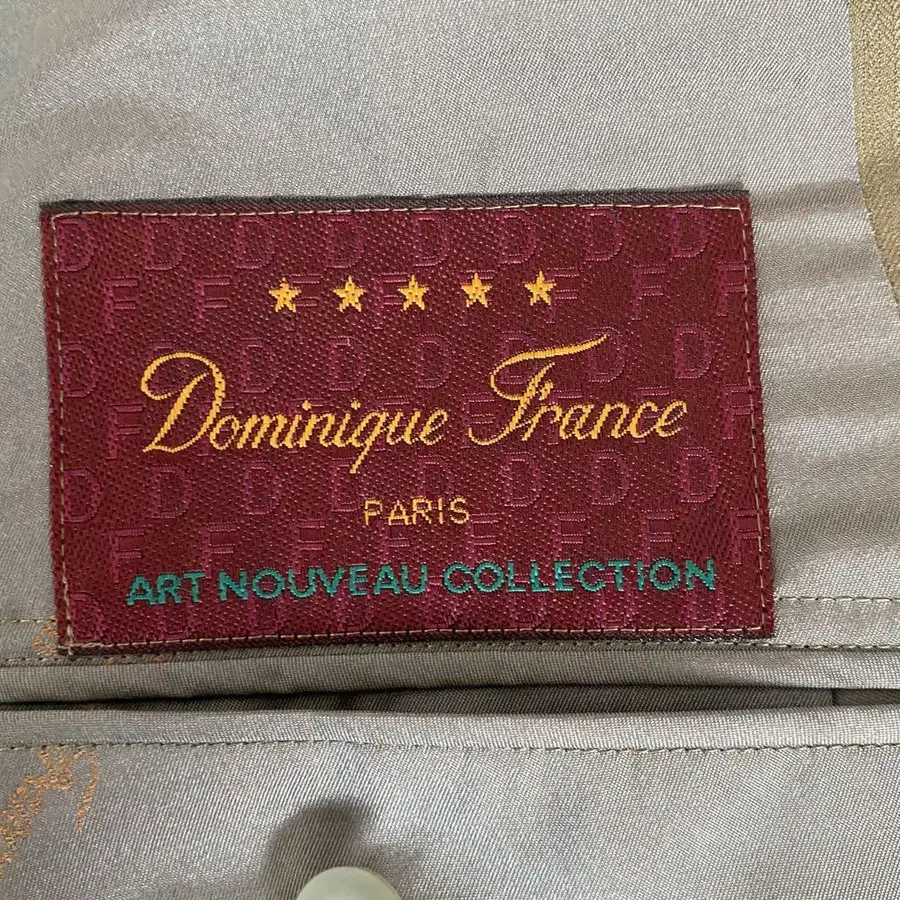 ★★★★★
Dominique France
PARIS
ART NOUVEAU COLLECTION